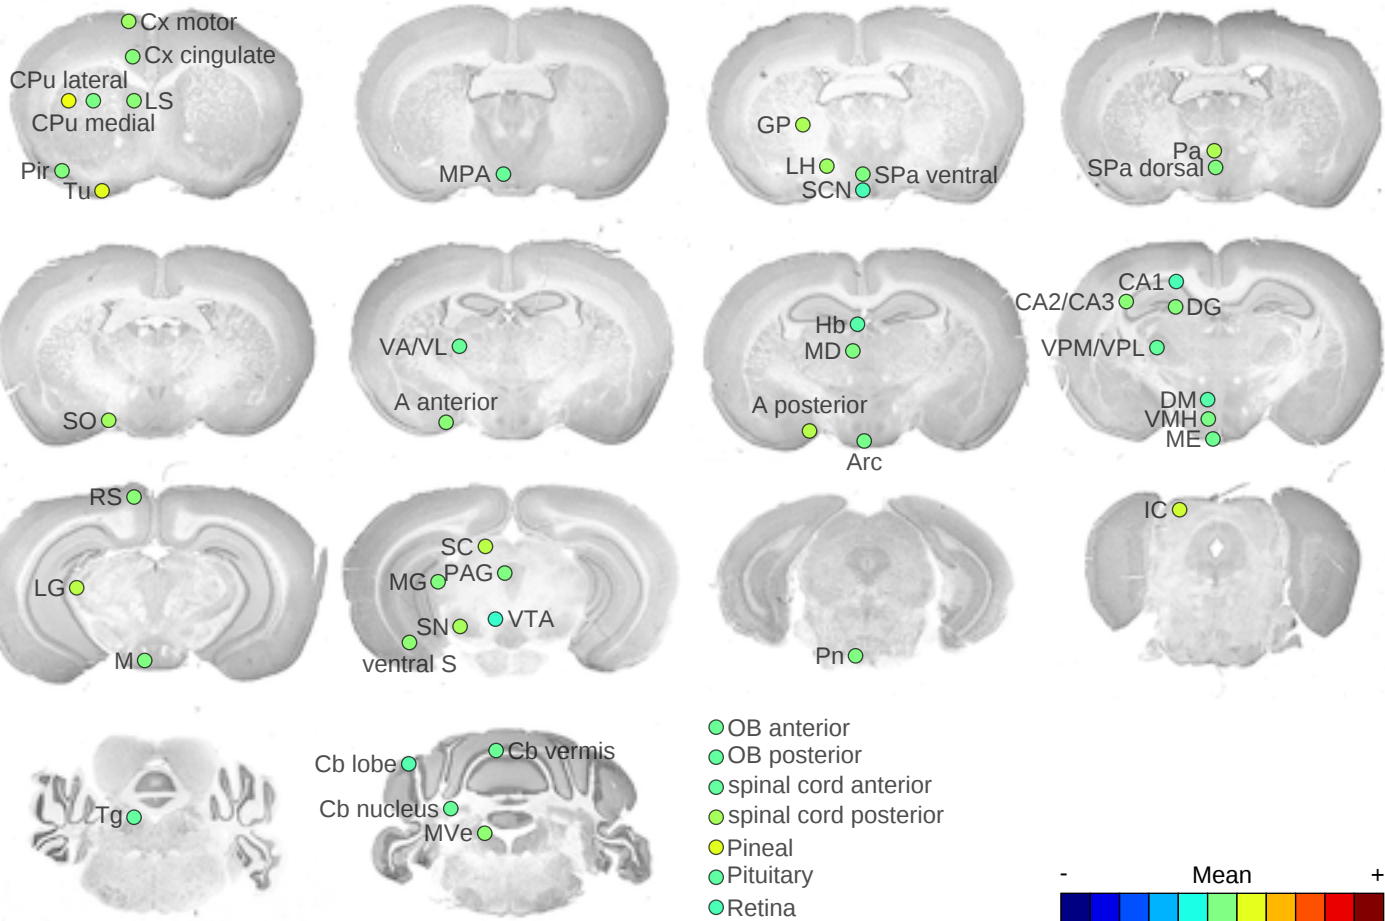 Cx motor
Cx cingulate
CPu lateral
LS
CPu medial
Pir
Tu
MPA
GP
LH
SPa ventral
SCN
Pa
SPa dorsal
SO
VA/VL
A anterior
Hb
MD
A posterior
Arc
CA1
CA2/CA3
DG
VPM/VPL
DM
VMH
ME
RS
LG
M
SC
MG
PAG
SN
VTA
ventral S
Pn
IC
Tg
Cb lobe
Cb vermis
Cb nucleus
MVe
OB anterior
OB posterior
spinal cord anterior
spinal cord posterior
Pineal
Pituitary
Retina
- Mean +